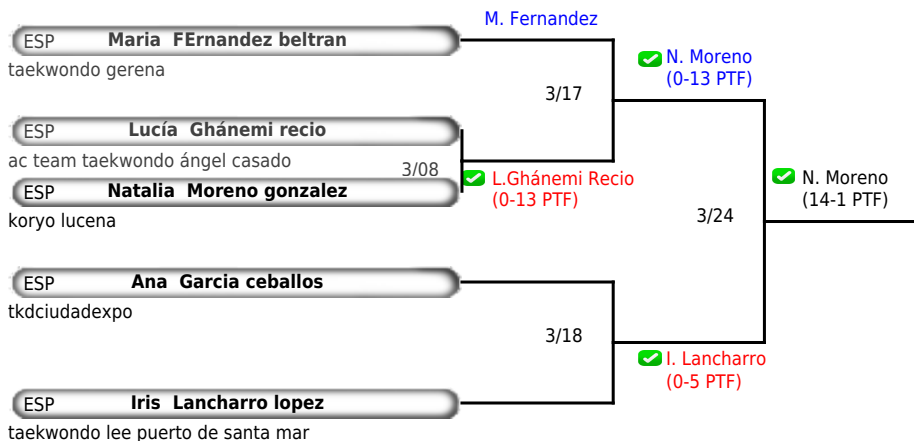 M. Fernandez
ESP Maria FErnandez beltran
taekwondo gerena
N. Moreno
(0-13 PTF)
3/17
ESP Lucía Ghánemi recio
ac team taekwondo ángel casado
3/08
L.Ghánemi Recio
(0-13 PTF)
ESP Natalia Moreno gonzalez
koryo lucena
N. Moreno
(14-1 PTF)
3/24
ESP Ana Garcia ceballos
tkdciudadexpo
3/18
I. Lancharro
(0-5 PTF)
ESP Iris Lancharro lopez
taekwondo lee puerto de santa mar